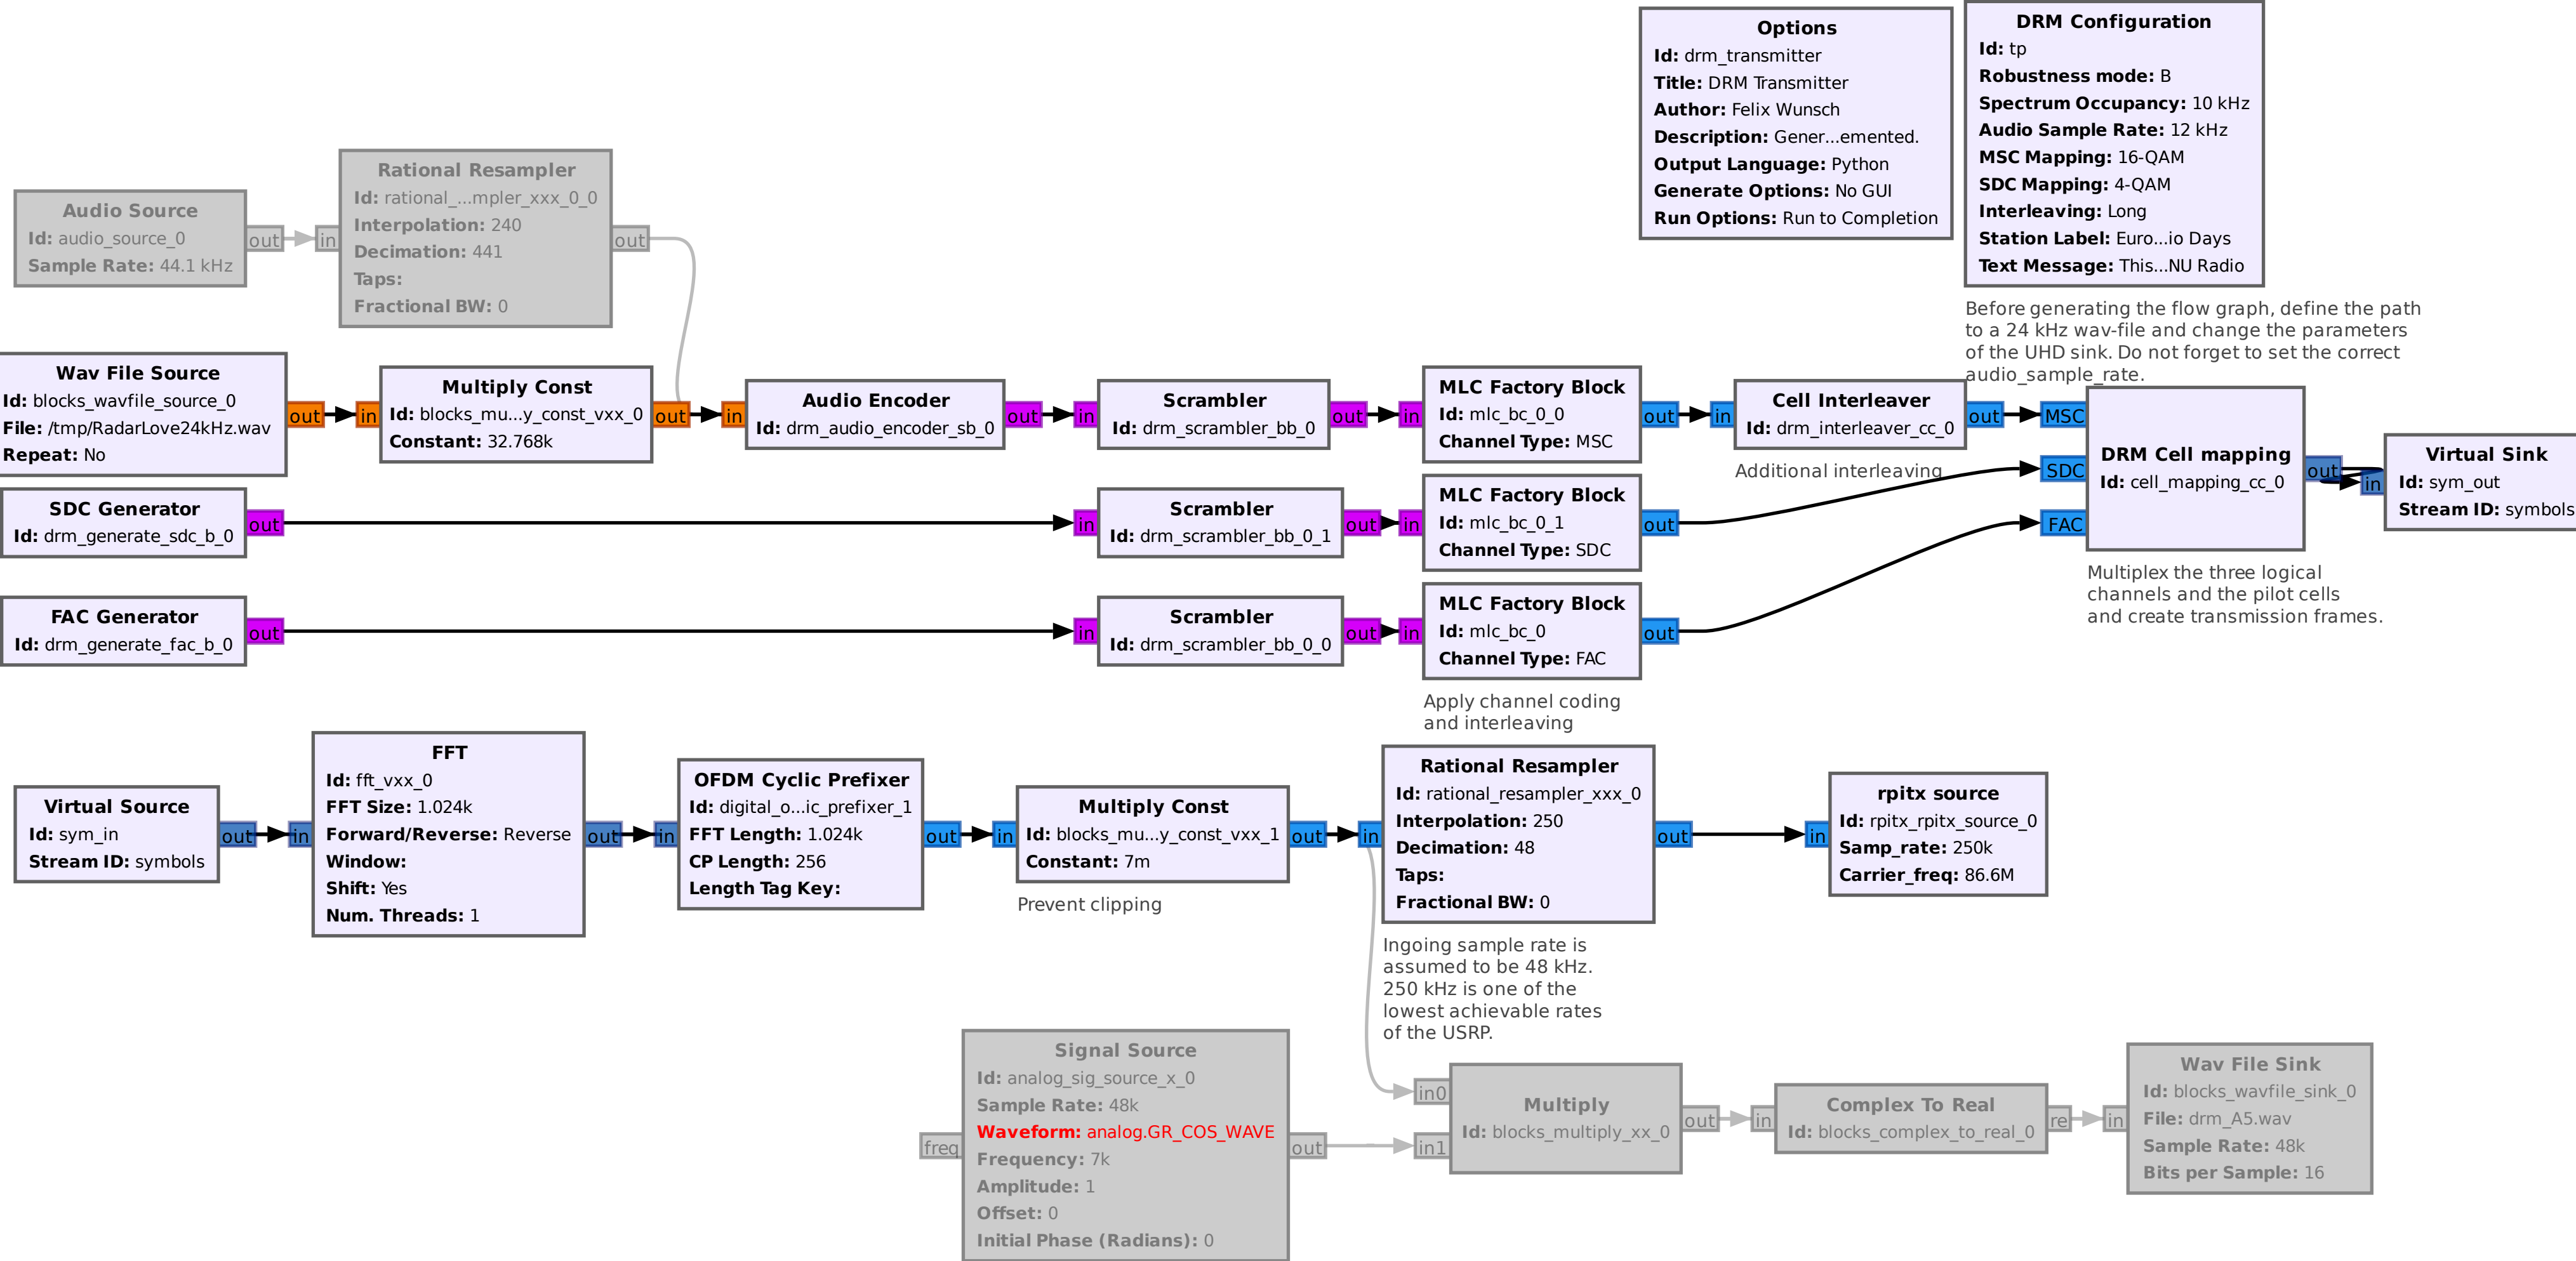 Options
Id: drm_transmitter
Title: DRM Transmitter
Author: Felix Wunsch
Description: Gener...emented.
Output Language: Python
Generate Options: No GUI
Run Options: Run to Completion
DRM Configuration
Id: tp
Robustness mode: B
Spectrum Occupancy: 10 kHz
Audio Sample Rate: 12 kHz
MSC Mapping: 16-QAM
SDC Mapping: 4-QAM
Interleaving: Long
Station Label: Euro...io Days
Text Message: This...NU Radio
Before generating the flow graph, define the path
to a 24 kHz wav-file and change the parameters
of the UHD sink. Do not forget to set the correct
audio_sample_rate.
Audio Source
Id: audio_source_0
Sample Rate: 44.1 kHz
out
in
Rational Resampler
Id: rational_...mpler_xxx_0_0
Interpolation: 240
Decimation: 441
Taps:
Fractional BW: 0
out
Wav File Source
Id: blocks_wavfile_source_0
File: /tmp/RadarLove24kHz.wav
Repeat: No
out
in
Multiply Const
Id: blocks_mu...y_const_vxx_0
Constant: 32.768k
out
in
Audio Encoder
Id: drm_audio_encoder_sb_0
out
in
Scrambler
Id: drm_scrambler_bb_0
out
in
MLC Factory Block
Id: mlc_bc_0_0
Channel Type: MSC
out
in
Cell Interleaver
Id: drm_interleaver_cc_0
out
Additional interleaving
MSC
SDC
FAC
DRM Cell mapping
Id: cell_mapping_cc_0
out
Multiplex the three logical
channels and the pilot cells
and create transmission frames.
in
Virtual Sink
Id: sym_out
Stream ID: symbols
SDC Generator
Id: drm_generate_sdc_b_0
out
in
Scrambler
Id: drm_scrambler_bb_0_1
out
in
MLC Factory Block
Id: mlc_bc_0_1
Channel Type: SDC
out
FAC Generator
Id: drm_generate_fac_b_0
out
in
Scrambler
Id: drm_scrambler_bb_0_0
out
in
MLC Factory Block
Id: mlc_bc_0
Channel Type: FAC
out
Apply channel coding
and interleaving
Virtual Source
Id: sym_in
Stream ID: symbols
out
in
FFT
Id: fft_vxx_0
FFT Size: 1.024k
Forward/Reverse: Reverse
Window:
Shift: Yes
Num. Threads: 1
out
in
OFDM Cyclic Prefixer
Id: digital_o...ic_prefixer_1
FFT Length: 1.024k
CP Length: 256
Length Tag Key:
out
in
Multiply Const
Id: blocks_mu...y_const_vxx_1
Constant: 7m
out
Prevent clipping
in
Rational Resampler
Id: rational_resampler_xxx_0
Interpolation: 250
Decimation: 48
Taps:
Fractional BW: 0
out
Ingoing sample rate is
assumed to be 48 kHz.
250 kHz is one of the
lowest achievable rates
of the USRP.
in
rpitx source
Id: rpitx_rpitx_source_0
Samp_rate: 250k
Carrier_freq: 86.6M
freq
Signal Source
Id: analog_sig_source_x_0
Sample Rate: 48k
Waveform: analog.GR_COS_WAVE
Frequency: 7k
Amplitude: 1
Offset: 0
Initial Phase (Radians): 0
out
in0
in1
Multiply
Id: blocks_multiply_xx_0
out
in
Complex To Real
Id: blocks_complex_to_real_0
re
in
Wav File Sink
Id: blocks_wavfile_sink_0
File: drm_A5.wav
Sample Rate: 48k
Bits per Sample: 16